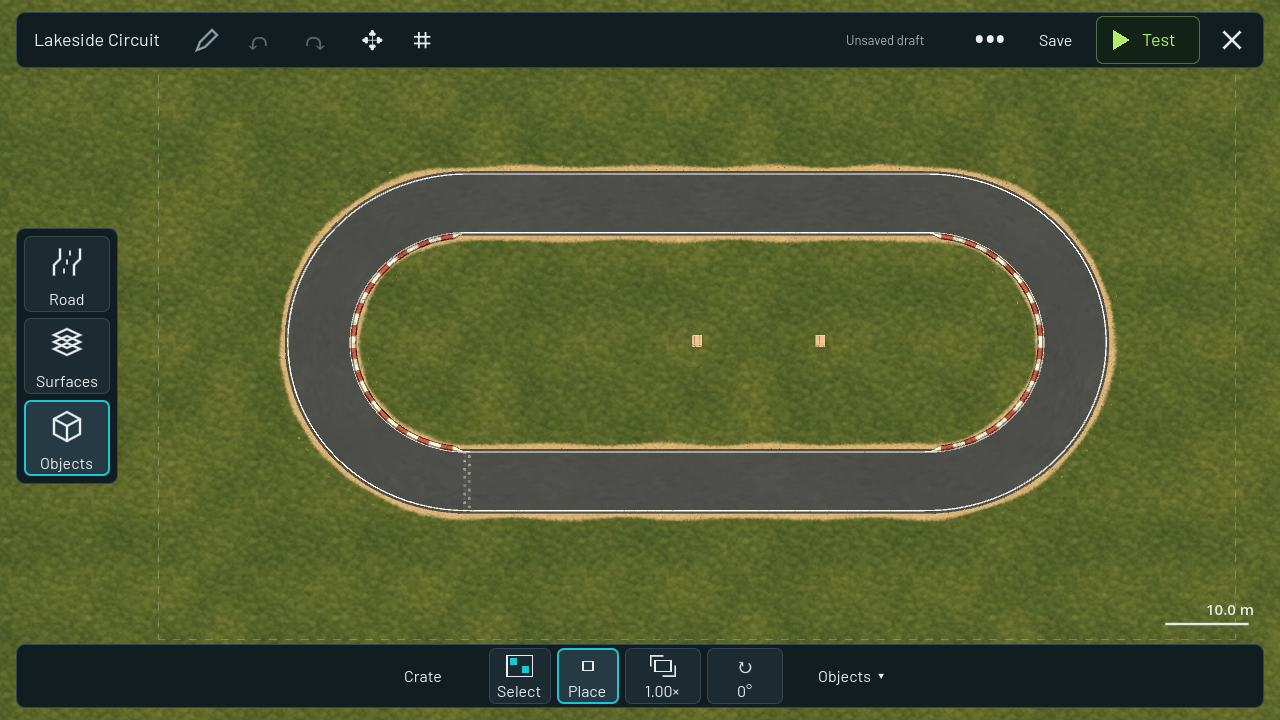 Lakeside Circuit
Unsaved draft
Save
Test
Road
Surfaces
Objects
10.0 m
Crate
Select
Place
1.00×
0°
Objects